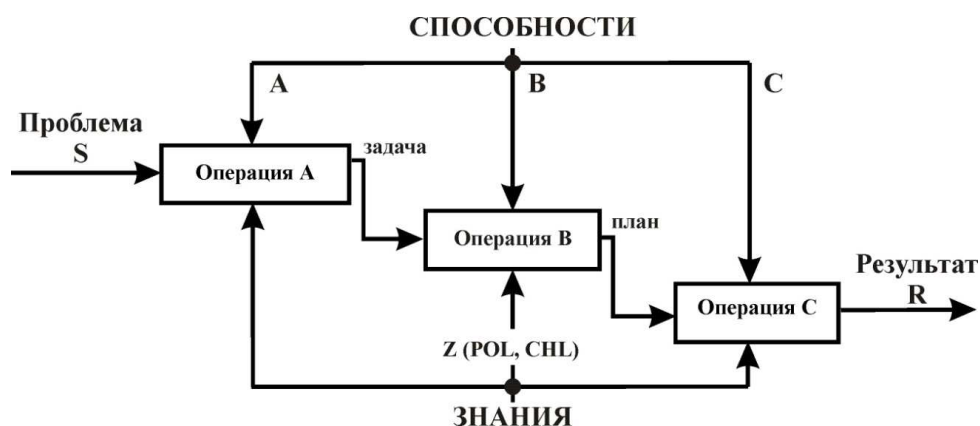 СПОСОБНОСТИ
A
B
C
Проблема
S
Операция A
задача
Операция B
план
Операция C
Результат
R
Z (POL, CHL)
ЗНАНИЯ